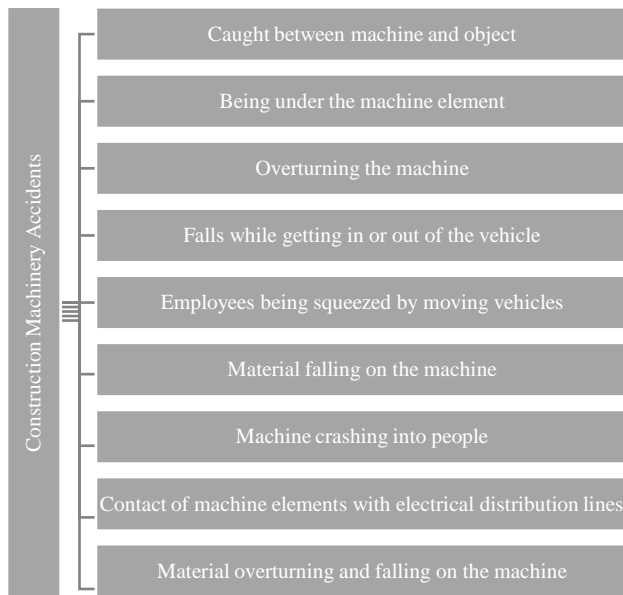 Construction Machinery Accidents
Caught between machine and object
Being under the machine element
Overturning the machine
Falls while getting in or out of the vehicle
Employees being squeezed by moving vehicles
Material falling on the machine
Machine crashing into people
Contact of machine elements with electrical distribution lines
Material overturning and falling on the machine